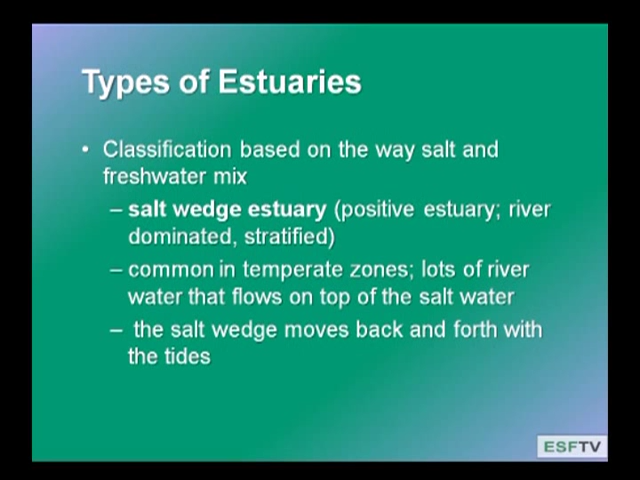 Types of Estuaries
• Classification based on the way salt and
freshwater mix
– salt wedge estuary (positive estuary; river
dominated, stratified)
– common in temperate zones; lots of river
water that flows on top of the salt water
– the salt wedge moves back and forth with
the tides
ESFTV